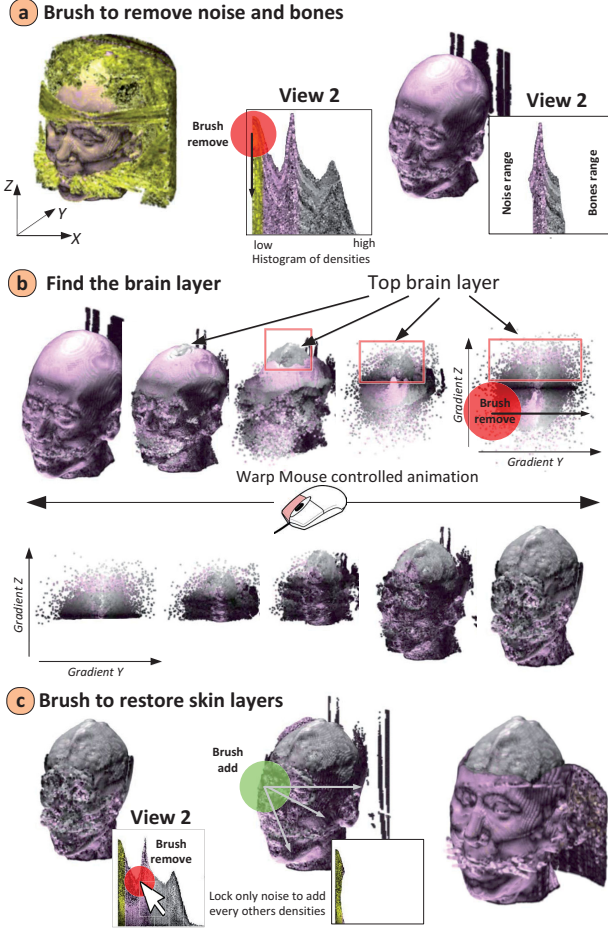 a Brush to remove noise and bones
View 2
Brush
remove
low
high
Histogram of densities
View 2
Noise range
Bones range
Z
Y
X
b Find the brain layer
Top brain layer
Gradient Z
Brush
remove
Gradient Y
Warp Mouse controlled animation
Gradient Z
Gradient Y
c Brush to restore skin layers
Brush
add
View 2
Brush
remove
Lock only noise to add
every others densities